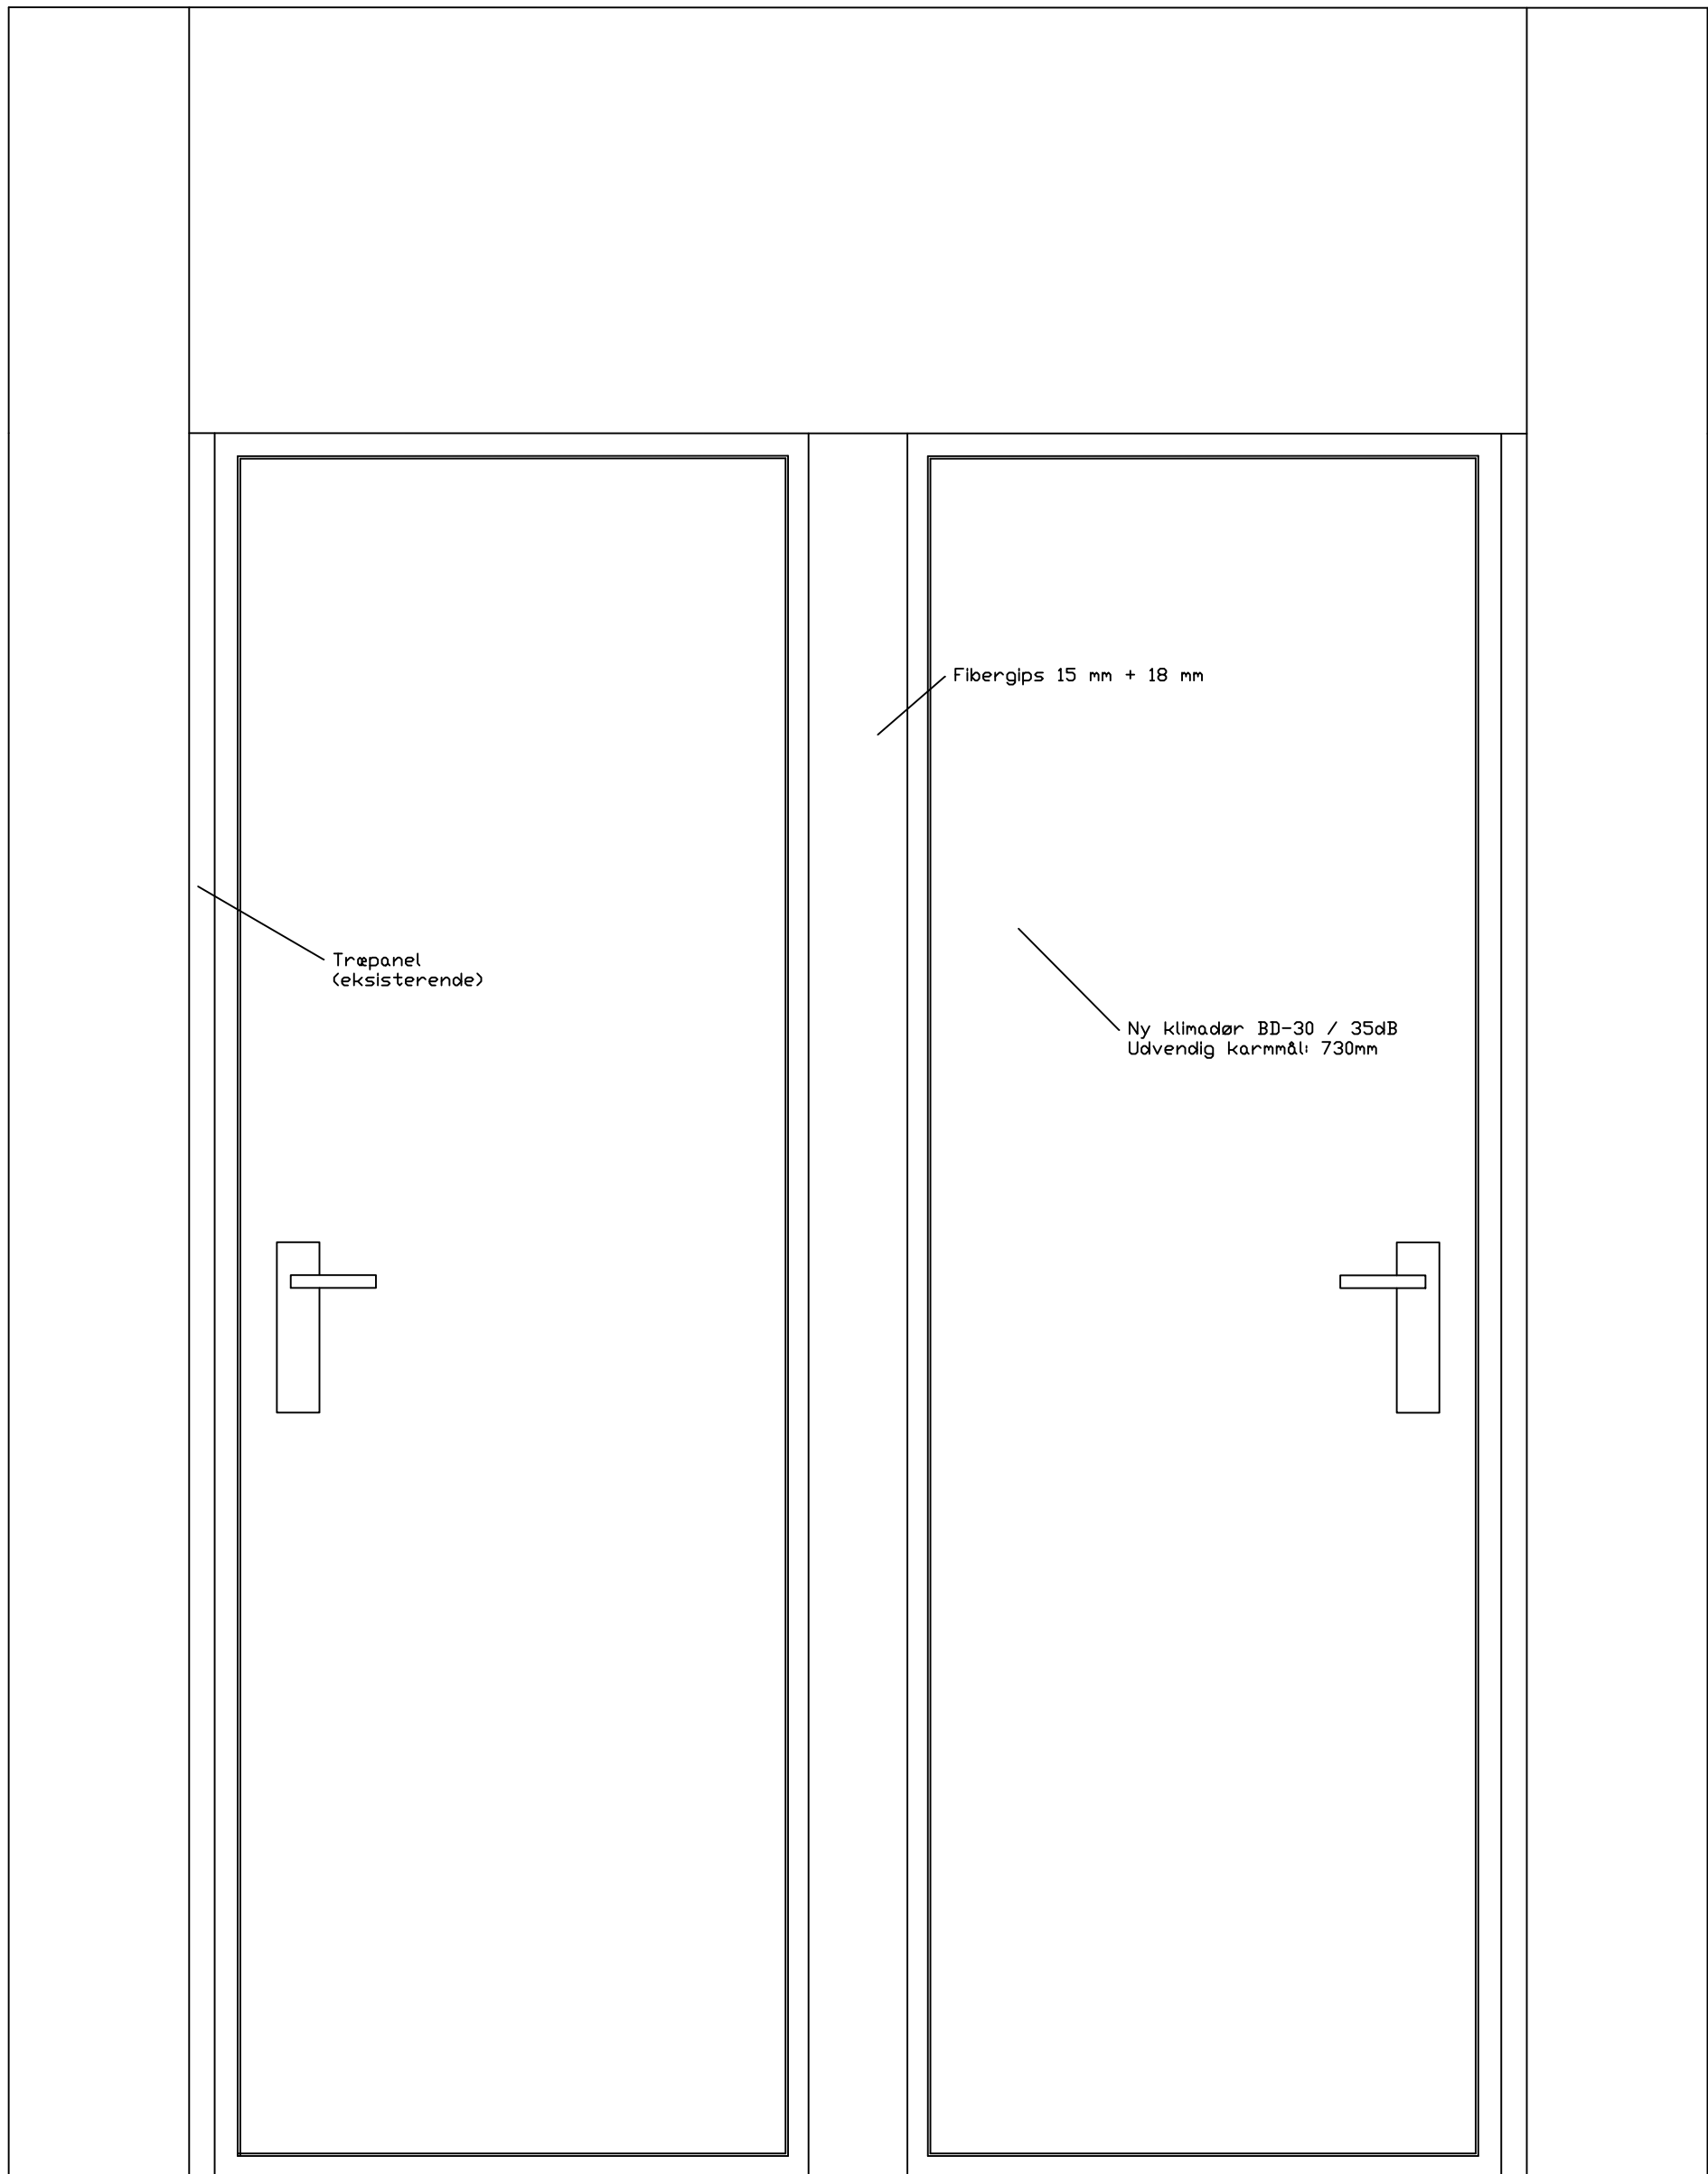 Fibergips 15 mm + 18 mm
Træpanel
(eksisterende)
Ny klimadør BD-30 / 35dB
Udvendig karmmål: 730mm